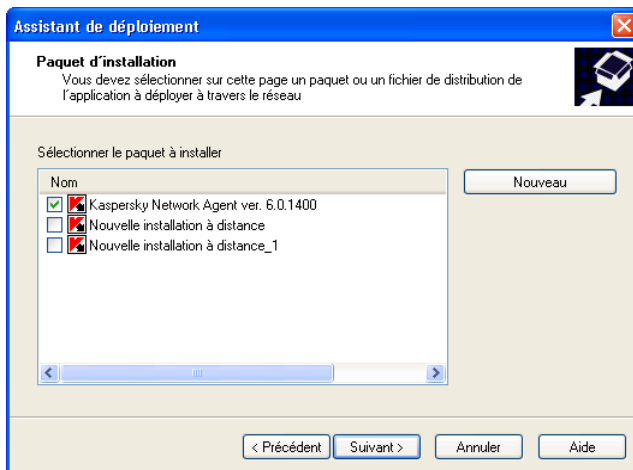 Assistant de déploiement
Paquet d'installation
Vous devez sélectionner sur cette page un paquet ou un fichier de distribution de
l'application à déployer à travers le réseau
Sélectionner le paquet à installer
Nom
Nouveau
Kaspersky Network Agent ver. 6.0.1400
Nouvelle installation à distance
Nouvelle installation à distance_1
< Précédent
Suivant >
Annuler
Aide